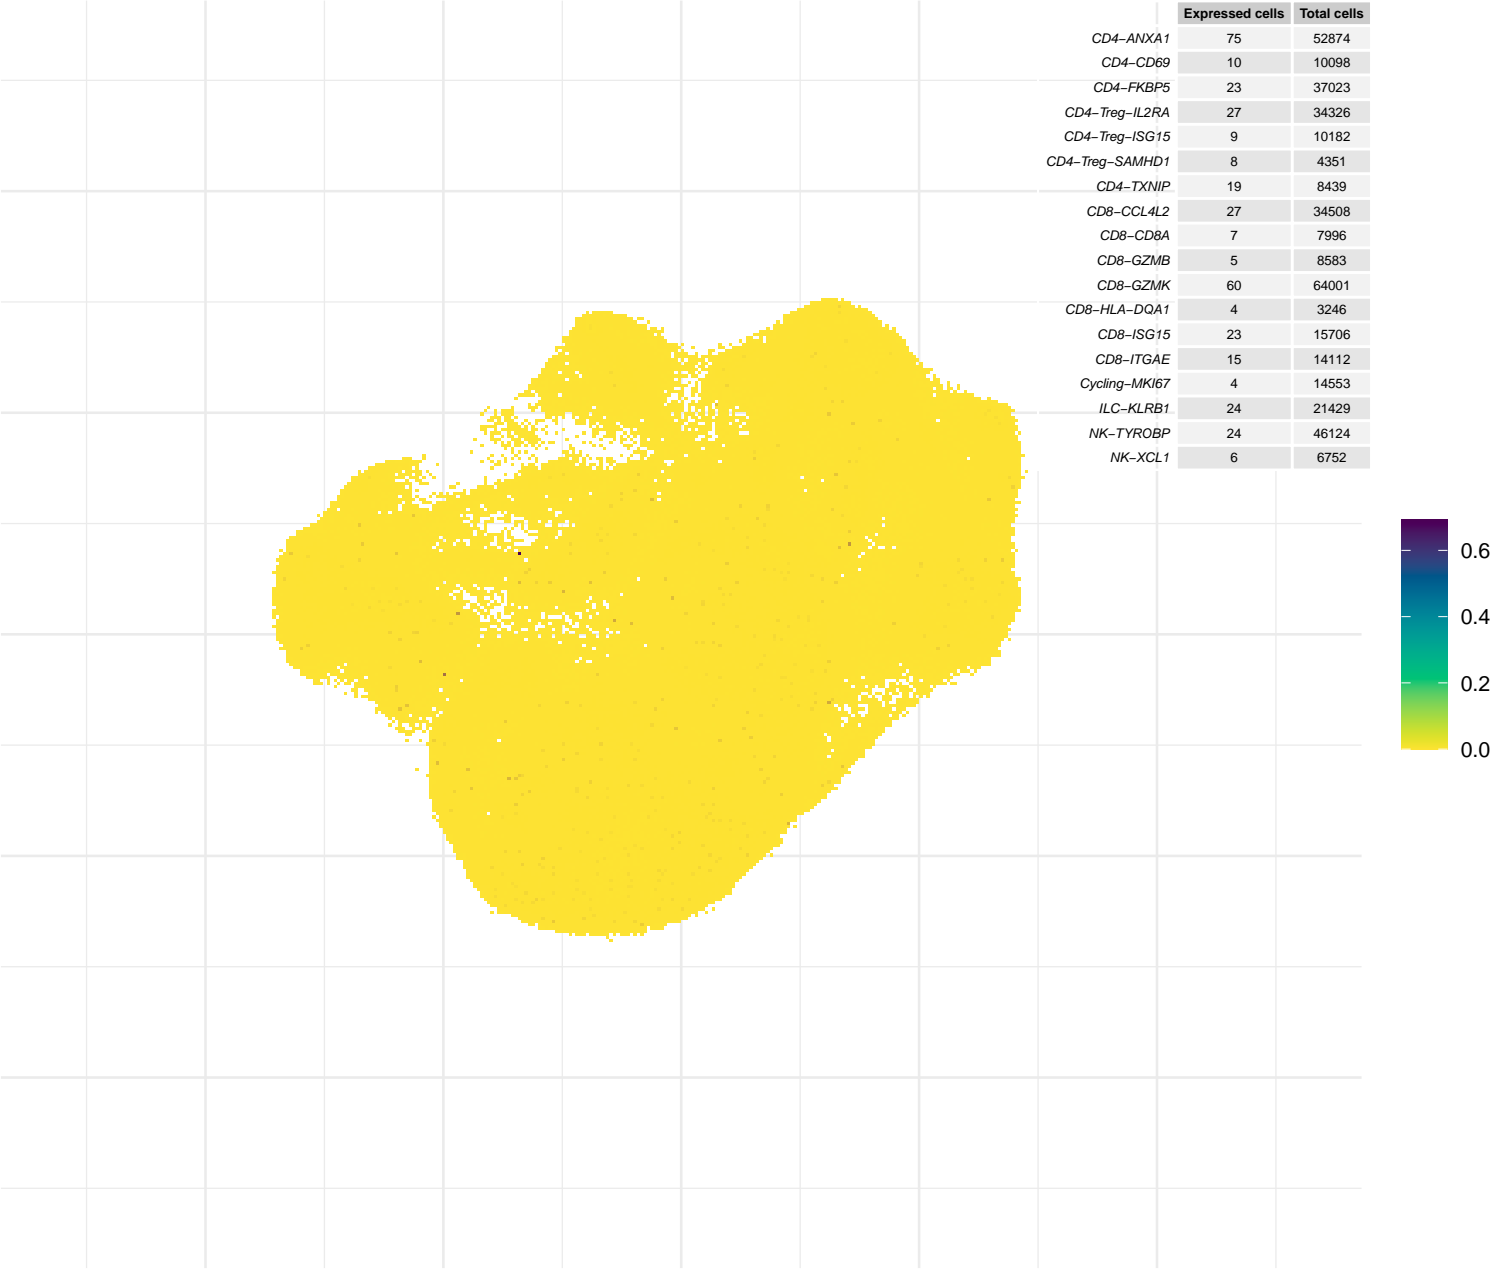 Expressed cells Total cells
CD4−ANXA1 75 52874
CD4−CD69 10 10098
CD4−FKBP5 23 37023
CD4−Treg−IL2RA 27 34326
CD4−Treg−ISG15 9 10182
CD4−Treg−SAMHD1 8 4351
CD4−TXNIP 19 8439
CD8−CCL4L2 27 34508
CD8−CD8A 7 7996
CD8−GZMB 5 8583
CD8−GZMK 60 64001
CD8−HLA−DQA1 4 3246
CD8−ISG15 23 15706
CD8−ITGAE 15 14112
Cycling−MKI67 4 14553
ILC−KLRB1 24 21429
NK−TYROBP 24 46124
NK−XCL1 6 6752
0.6
0.4
0.2
0.0